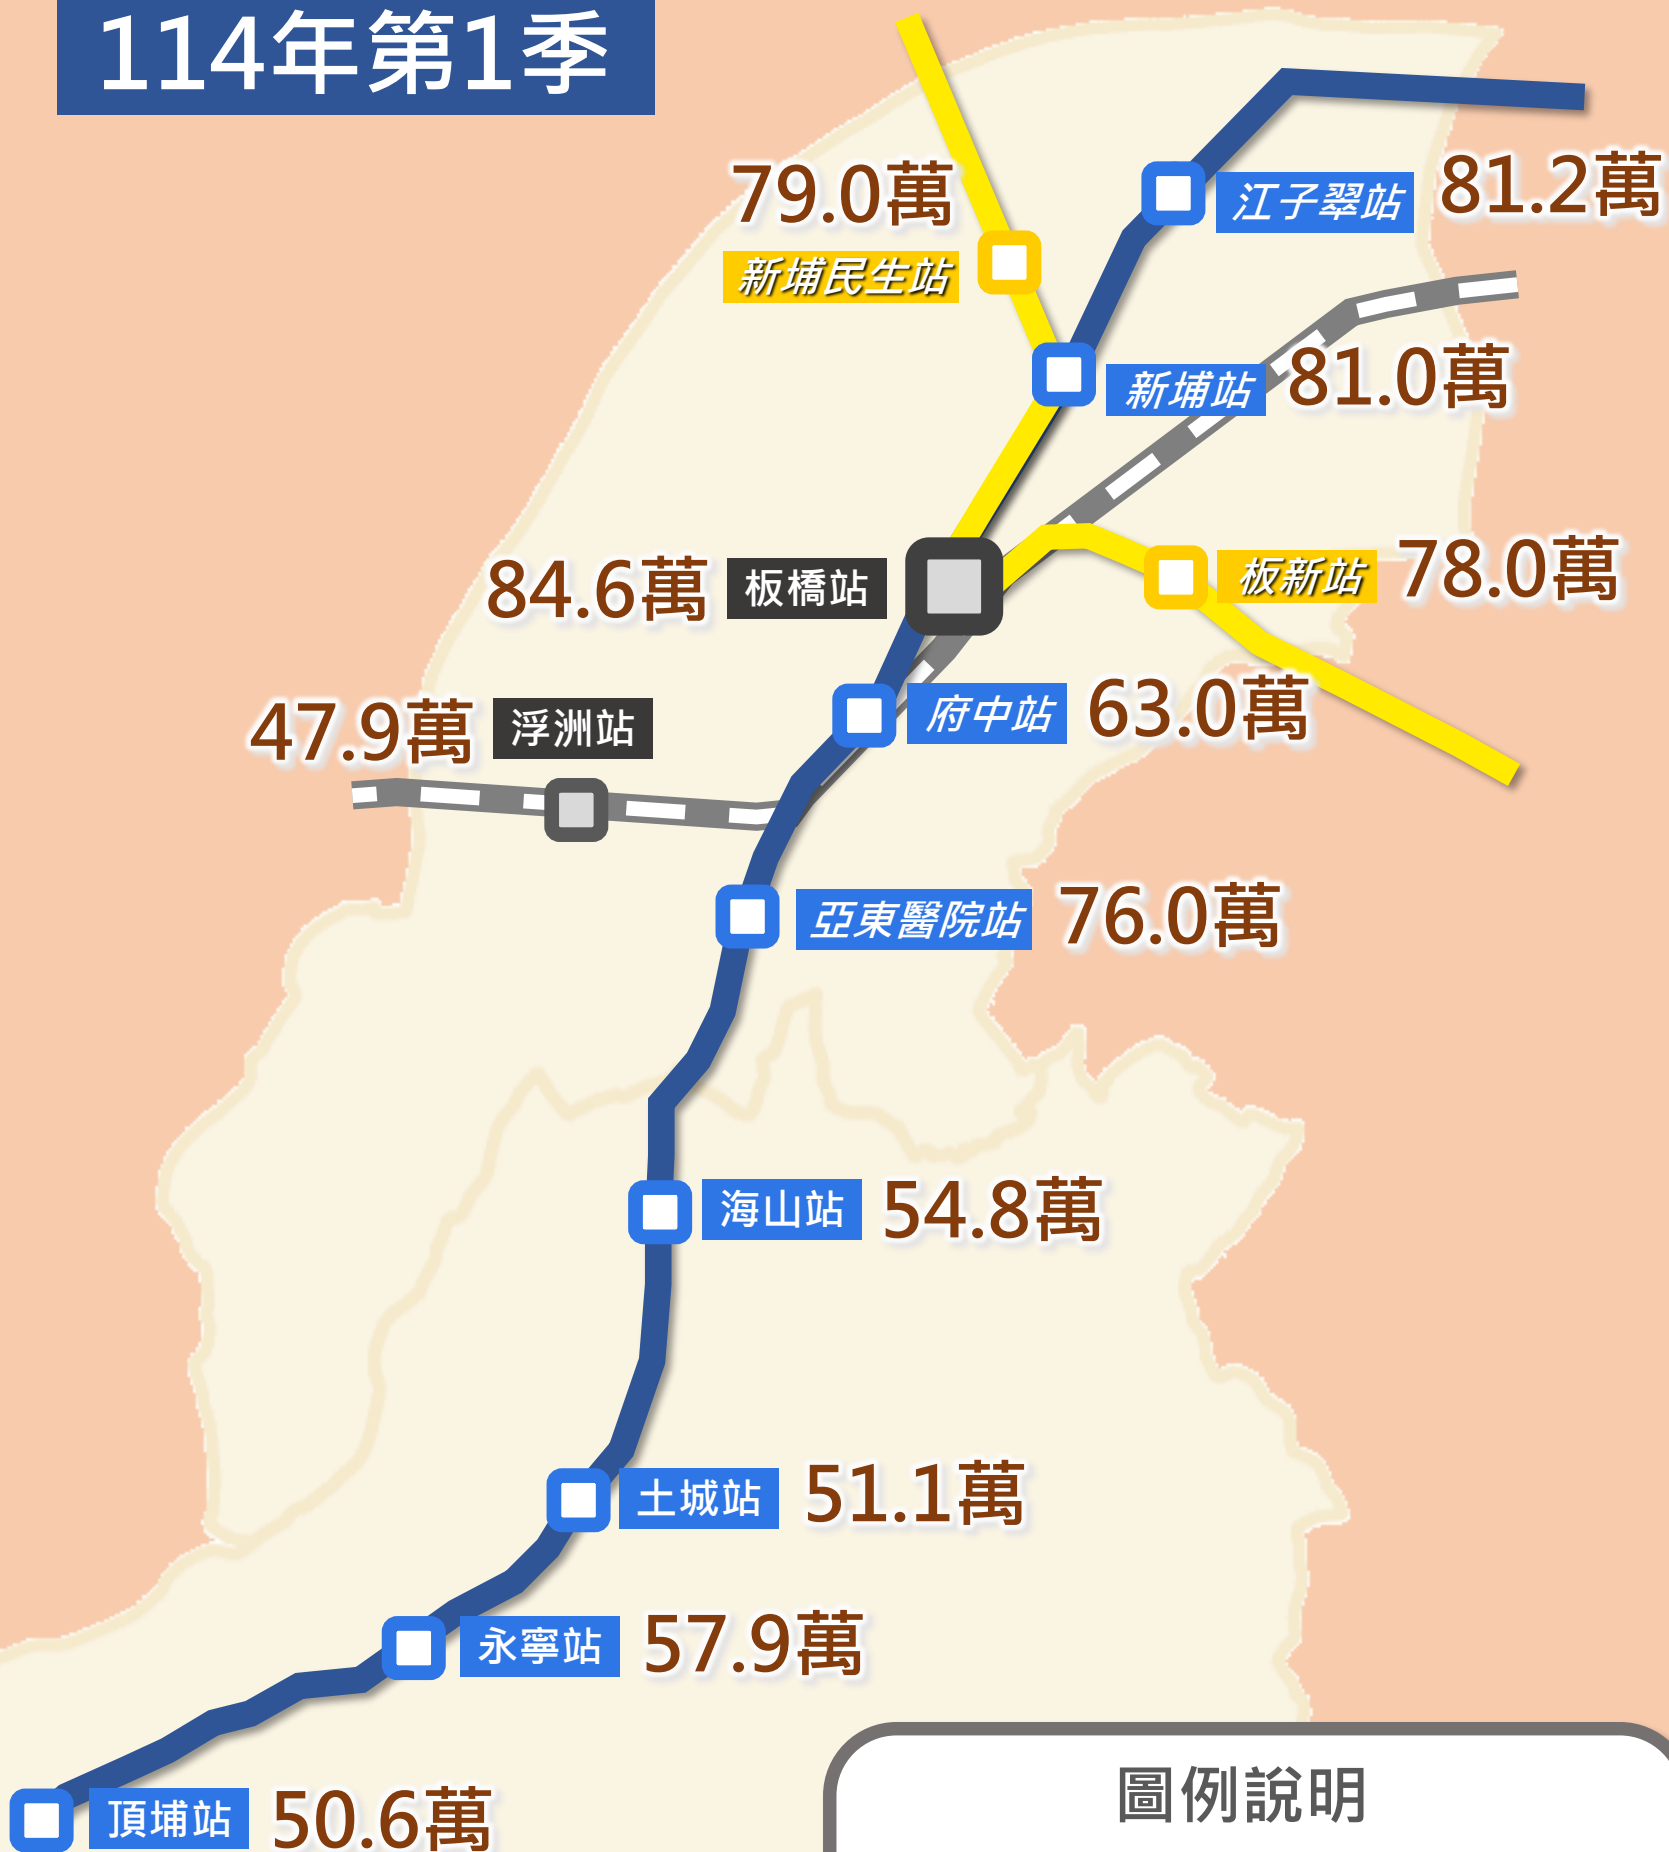 114年第1季
79.0萬
新埔民生站
江子翠站
81.2萬
新埔站
81.0萬
84.6萬
板橋站
板新站
78.0萬
47.9萬
浮洲站
府中站
63.0萬
亞東醫院站
76.0萬
海山站
54.8萬
土城站
51.1萬
永寧站
57.9萬
頂埔站
50.6萬
圖例說明